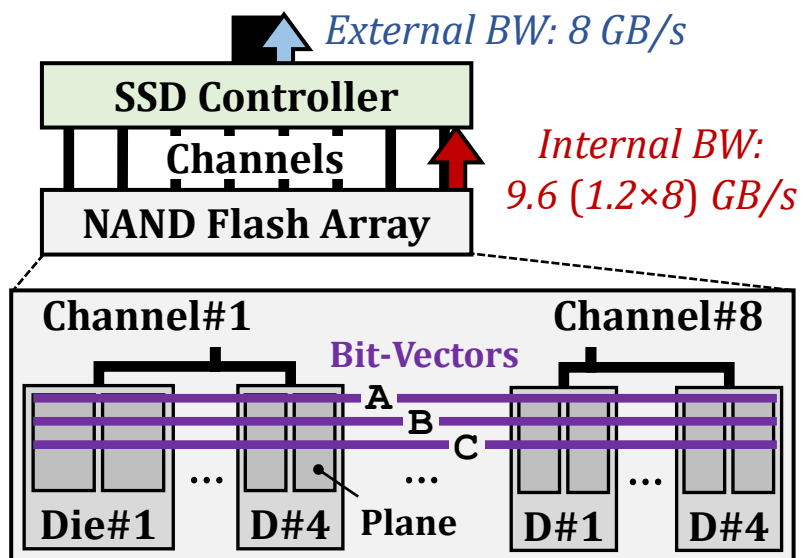 External BW: 8 GB/s
SSD Controller
Channels
Internal BW:
9.6 (1.2×8) GB/s
NAND Flash Array
Channel#1
Channel#8
Bit-Vectors
A
B
C
... ... ...
Die#1 D#4 Plane D#1 D#4